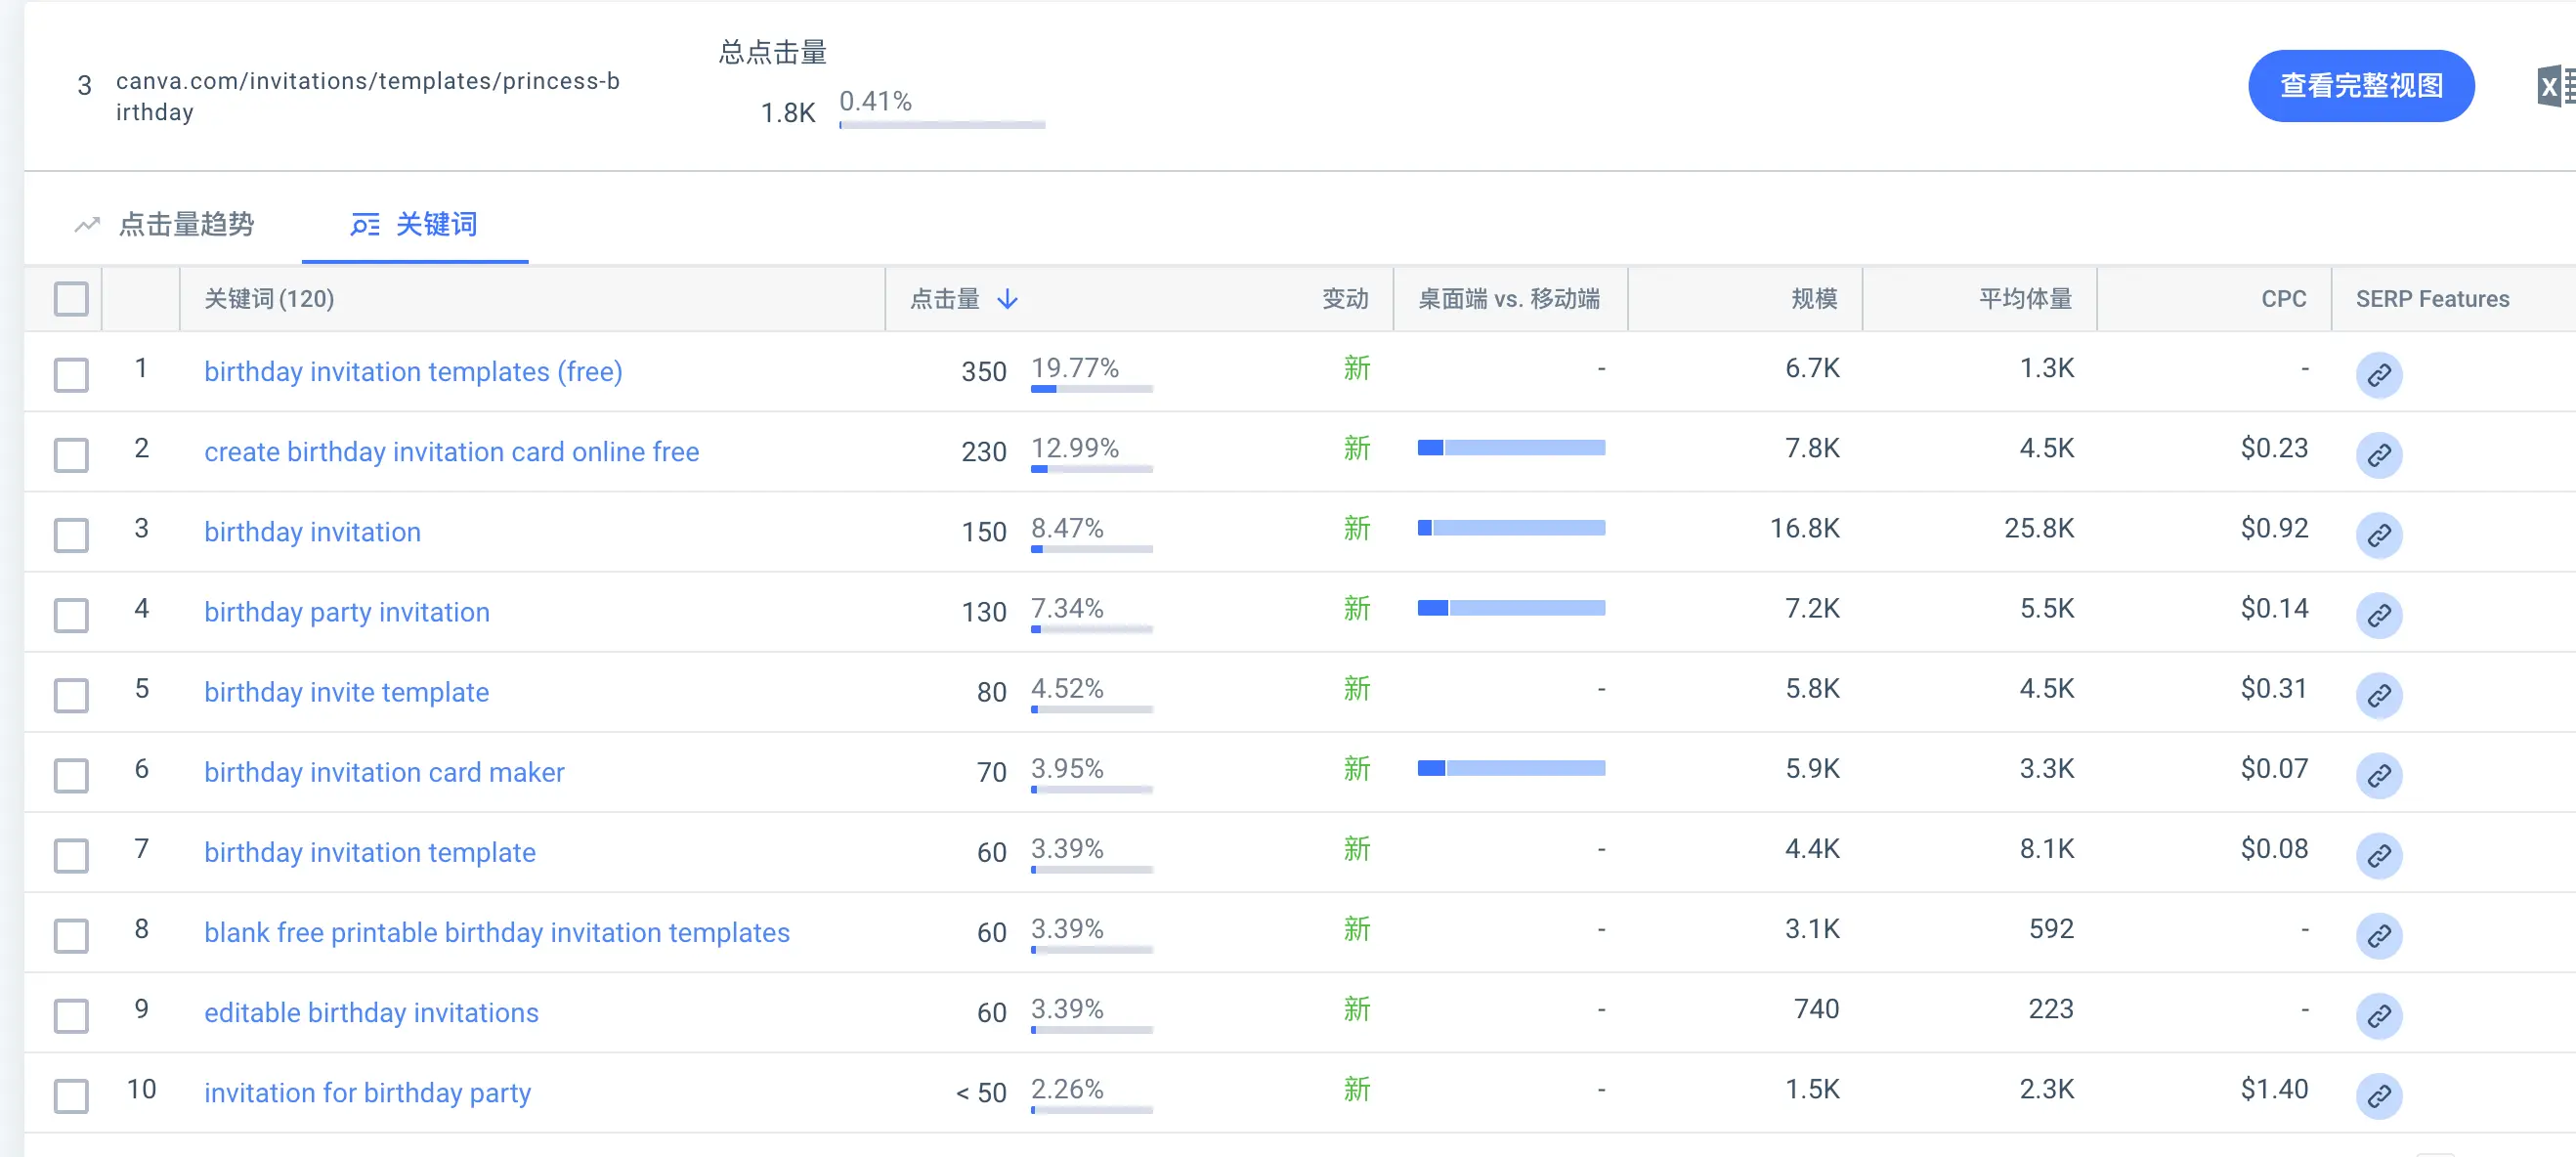 总点击量
3 canva.com/invitations/templates/princess-b
irthday
1.8K 0.41%
查看完整视图
点击量趋势 关键词
关键词 (120) 点击量 变动 桌面端 vs. 移动端 规模 平均体量 CPC SERP Features
1 birthday invitation templates (free) 350 19.77% 新 - 6.7K 1.3K -
2 create birthday invitation card online free 230 12.99% 新 7.8K 4.5K $0.23
3 birthday invitation 150 8.47% 新 16.8K 25.8K $0.92
4 birthday party invitation 130 7.34% 新 7.2K 5.5K $0.14
5 birthday invite template 80 4.52% 新 - 5.8K 4.5K $0.31
6 birthday invitation card maker 70 3.95% 新 5.9K 3.3K $0.07
7 birthday invitation template 60 3.39% 新 - 4.4K 8.1K $0.08
8 blank free printable birthday invitation templates 60 3.39% 新 - 3.1K 592 -
9 editable birthday invitations 60 3.39% 新 - 740 223 -
10 invitation for birthday party < 50 2.26% 新 - 1.5K 2.3K $1.40